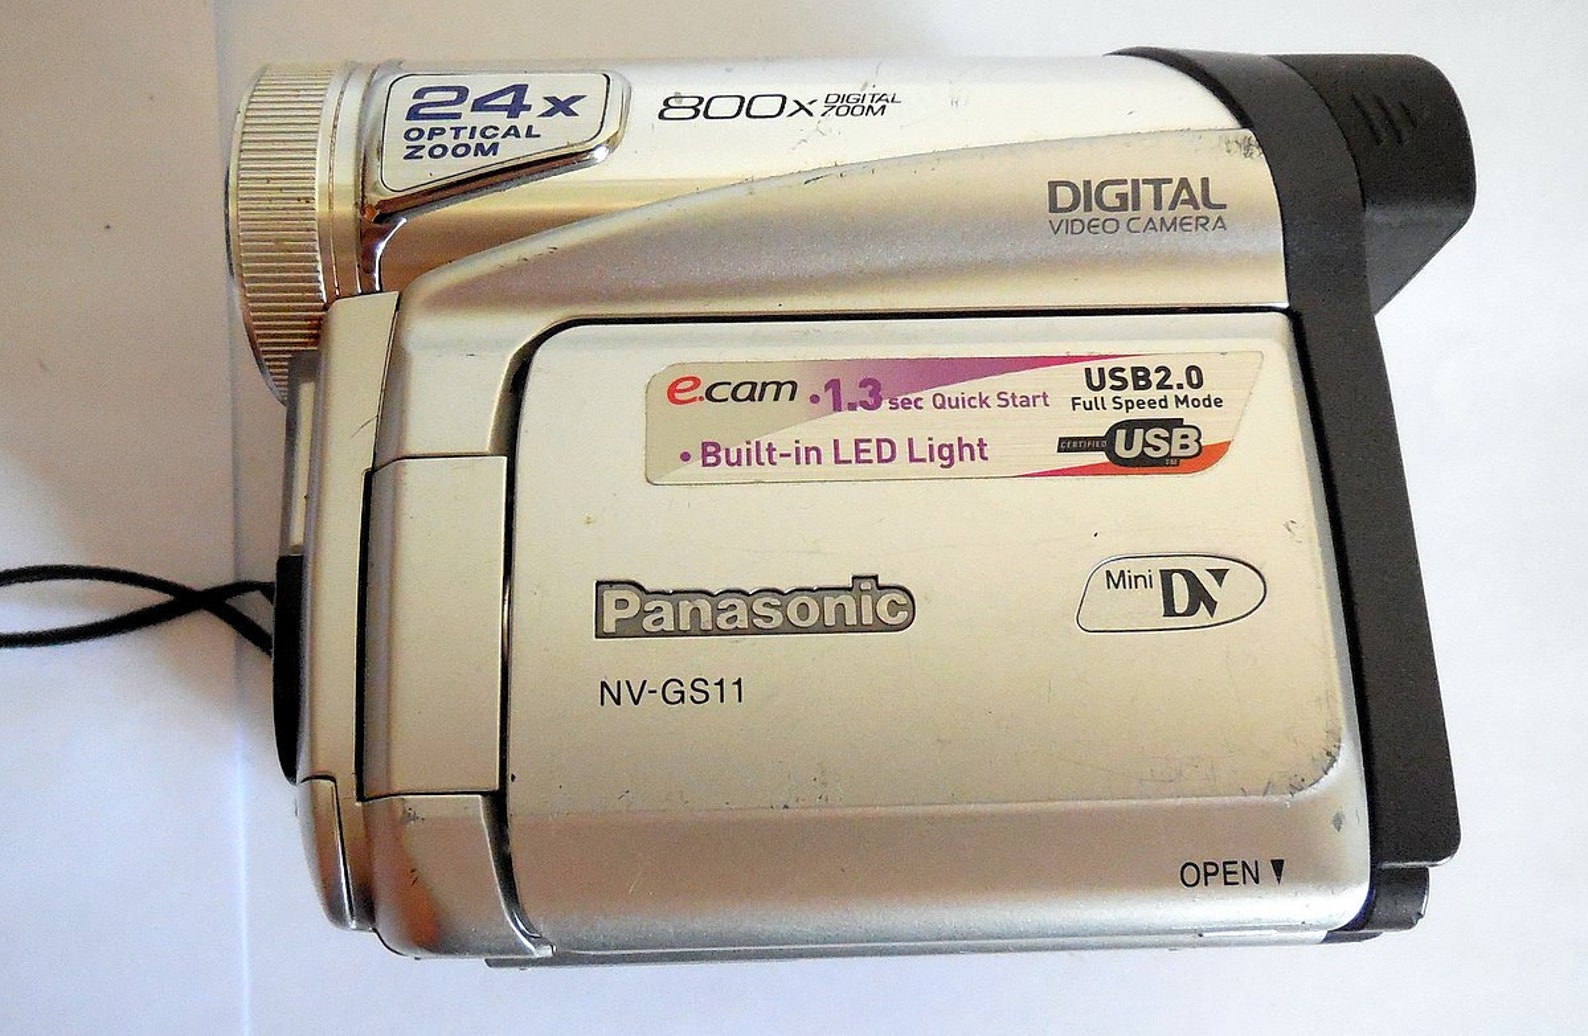 24x
OPTICAL
ZOOM
800x DIGITAL
ZOOM
DIGITAL
VIDEO CAMERA
e.cam •1.3 sec Quick Start
• Built-in LED Light
USB2.0
Full Speed Mode
CERTIFIED USB TM
Panasonic
Mini DV
NV-GS11
OPEN ▼